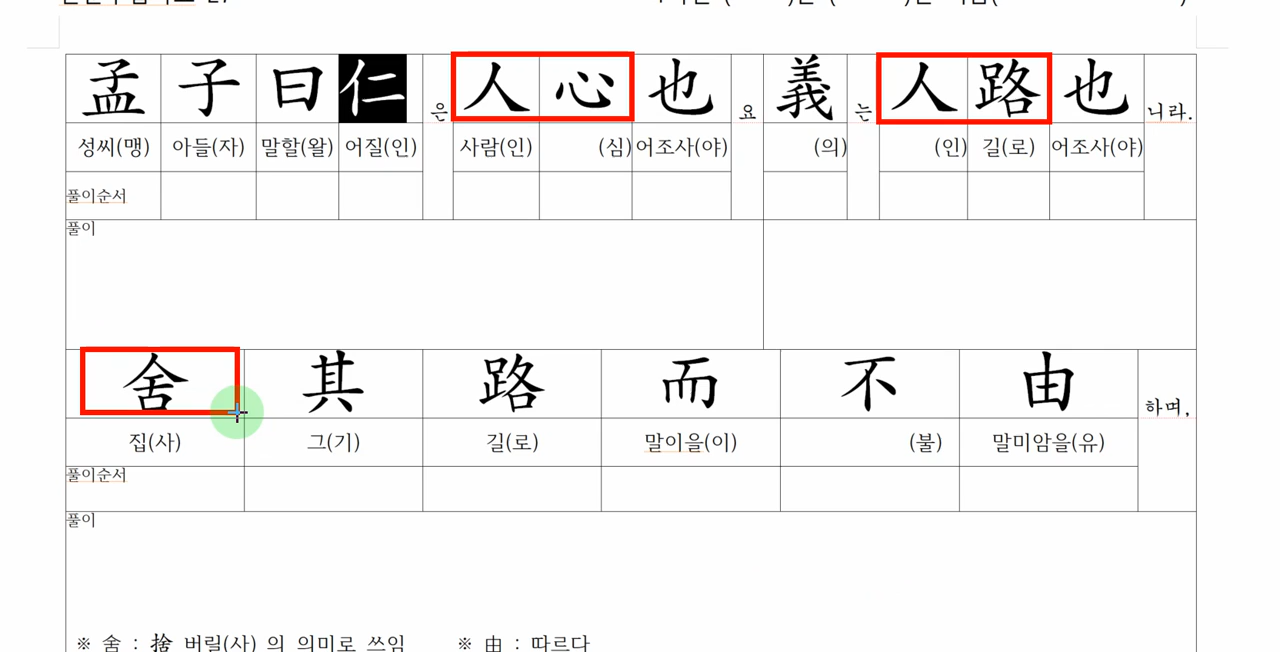 孟子曰仁은人心也요義는人路也니라.
성씨(맹) 아들(자) 말할(왈) 어질(인) 사람(인) (심) 어조사(야) (의) (인) 길(로) 어조사(야)
풀이순서
풀이
舍其路而不由하며,
집(사) 그(기) 길(로) 말이을(이) (불) 말미암을(유)
풀이순서
풀이
※ 舍 : 捨 버릴(사) 의 의미로 쓰임 ※ 由 : 따르다